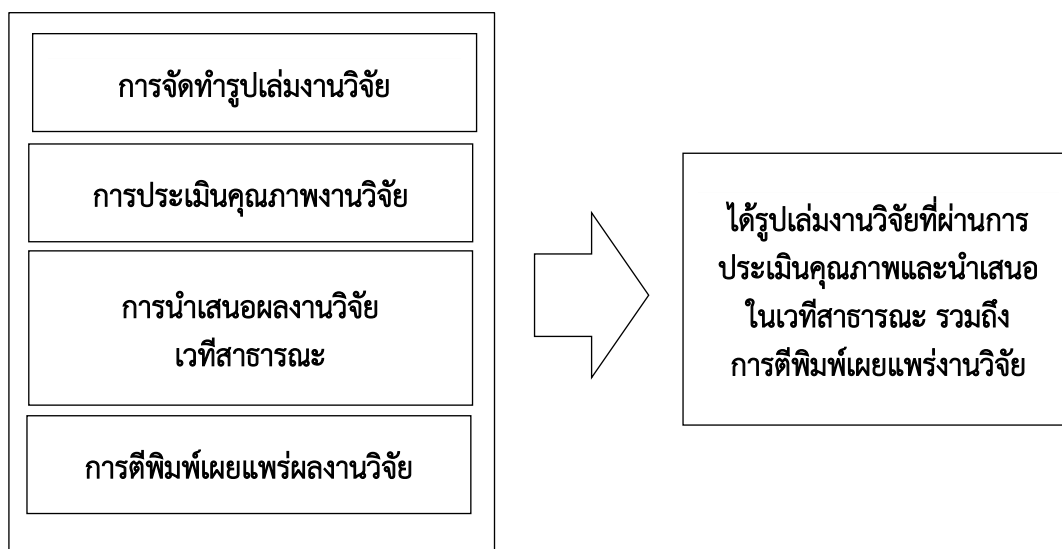 การจัดทำรูปเล่มงานวิจัย
การประเมินคุณภาพงานวิจัย
การนำเสนอผลงานวิจัย
เวทีสาธารณะ
การตีพิมพ์เผยแพร่ผลงานวิจัย
ได้รูปเล่มงานวิจัยที่ผ่านการ
ประเมินคุณภาพและนำเสนอ
ในเวทีสาธารณะ รวมถึง
การตีพิมพ์เผยแพร่งานวิจัย